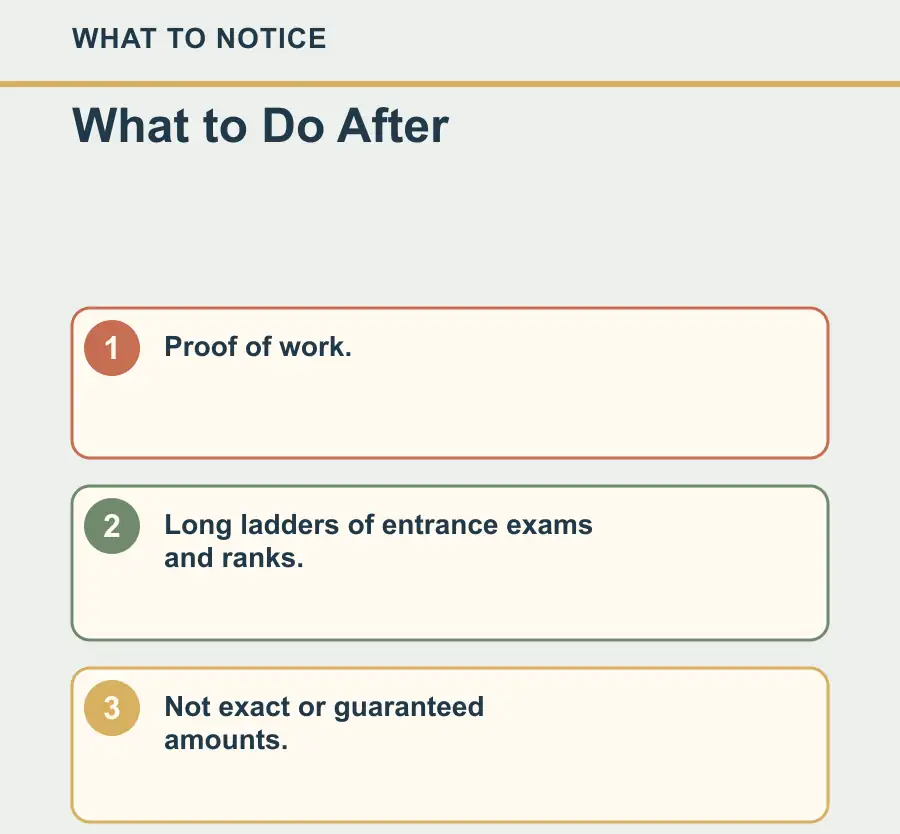 WHAT TO NOTICE
What to Do After
1
Proof of work.
2
Long ladders of entrance exams
and ranks.
3
Not exact or guaranteed
amounts.